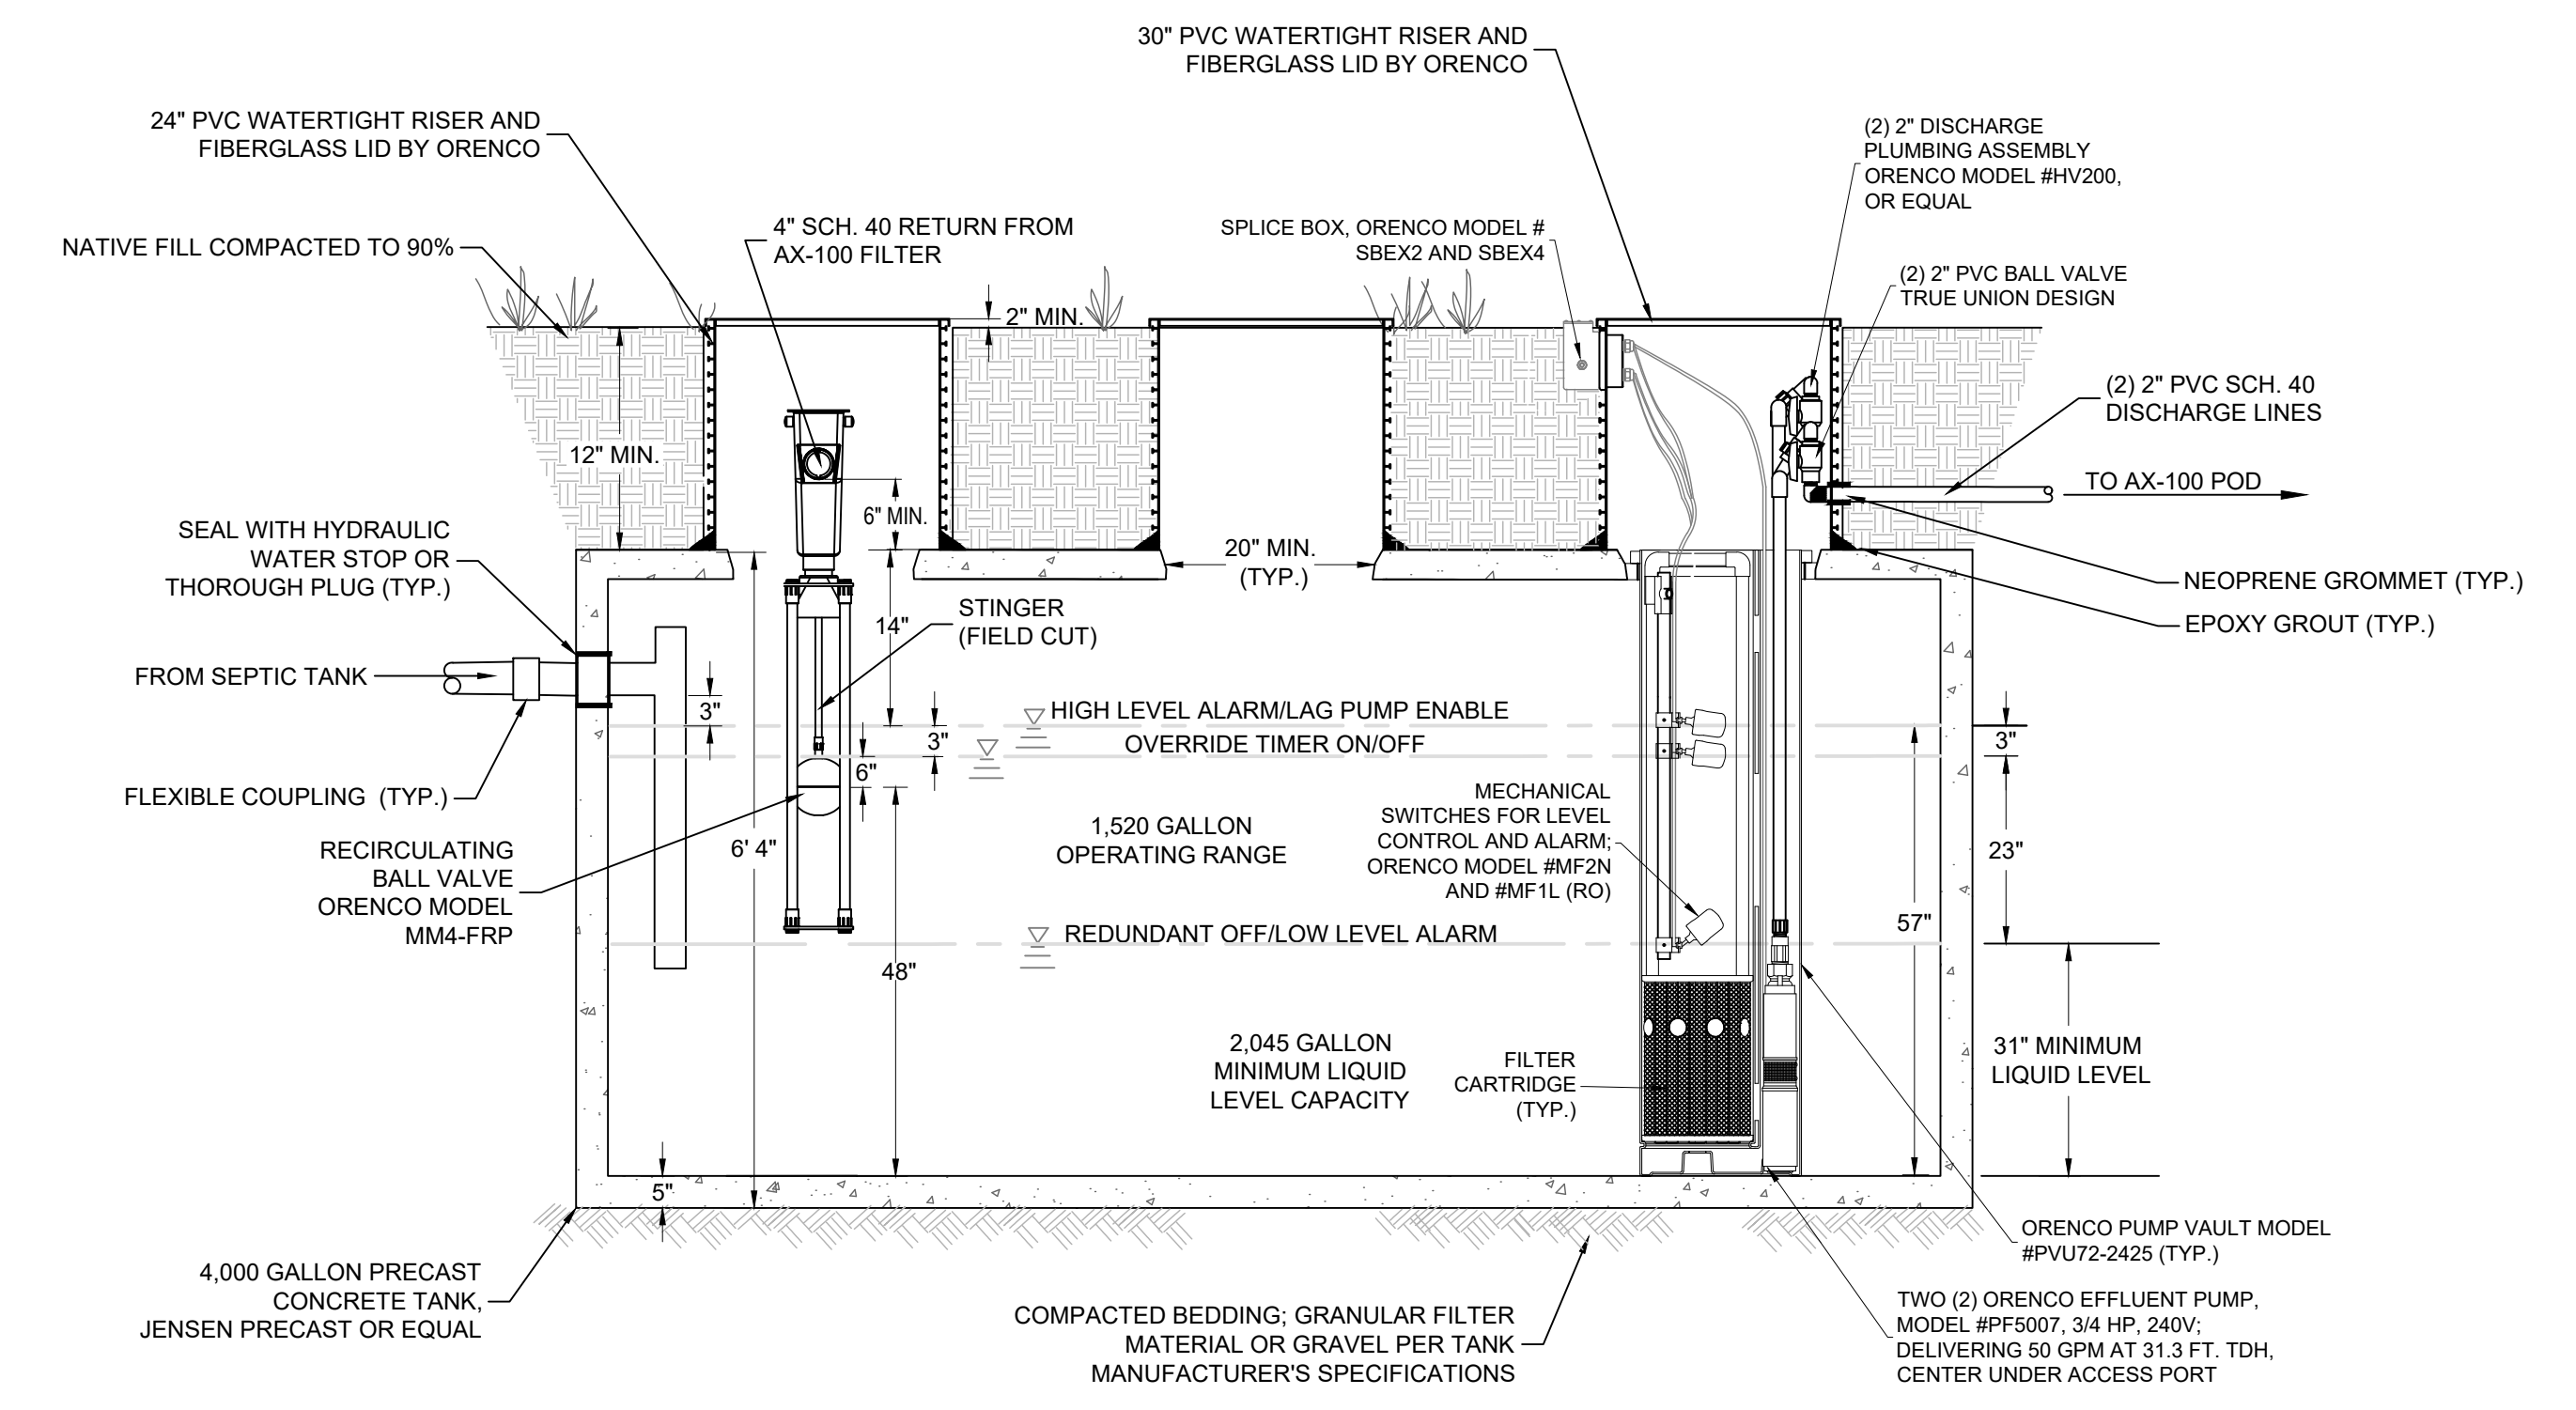 30" PVC WATERTIGHT RISER AND
FIBERGLASS LID BY ORENCO
24" PVC WATERTIGHT RISER AND
FIBERGLASS LID BY ORENCO
(2) 2" DISCHARGE
PLUMBING ASSEMBLY
ORENCO MODEL #HV200,
OR EQUAL
4" SCH. 40 RETURN FROM
AX-100 FILTER
SPLICE BOX, ORENCO MODEL #
SBEX2 AND SBEX4
NATIVE FILL COMPACTED TO 90%
(2) 2" PVC BALL VALVE
TRUE UNION DESIGN
2" MIN.
(2) 2" PVC SCH. 40
DISCHARGE LINES
12" MIN.
TO AX-100 POD
6" MIN.
SEAL WITH HYDRAULIC
WATER STOP OR
THOROUGH PLUG (TYP.)
20" MIN.
(TYP.)
NEOPRENE GROMMET (TYP.)
STINGER
(FIELD CUT)
14"
EPOXY GROUT (TYP.)
FROM SEPTIC TANK
3"
HIGH LEVEL ALARM/LAG PUMP ENABLE
3"
OVERRIDE TIMER ON/OFF
3"
6"
FLEXIBLE COUPLING (TYP.)
MECHANICAL
SWITCHES FOR LEVEL
CONTROL AND ALARM;
ORENCO MODEL #MF2N
AND #MF1L (RO)
1,520 GALLON
OPERATING RANGE
6' 4"
23"
RECIRCULATING
BALL VALVE
ORENCO MODEL
MM4-FRP
57"
REDUNDANT OFF/LOW LEVEL ALARM
48"
2,045 GALLON
MINIMUM LIQUID
LEVEL CAPACITY
FILTER
CARTRIDGE
(TYP.)
31" MINIMUM
LIQUID LEVEL
5"
ORENCO PUMP VAULT MODEL
#PVU72-2425 (TYP.)
4,000 GALLON PRECAST
CONCRETE TANK,
JENSEN PRECAST OR EQUAL
COMPACTED BEDDING; GRANULAR FILTER
MATERIAL OR GRAVEL PER TANK
MANUFACTURER'S SPECIFICATIONS
TWO (2) ORENCO EFFLUENT PUMP,
MODEL #PF5007, 3/4 HP, 240V;
DELIVERING 50 GPM AT 31.3 FT. TDH,
CENTER UNDER ACCESS PORT